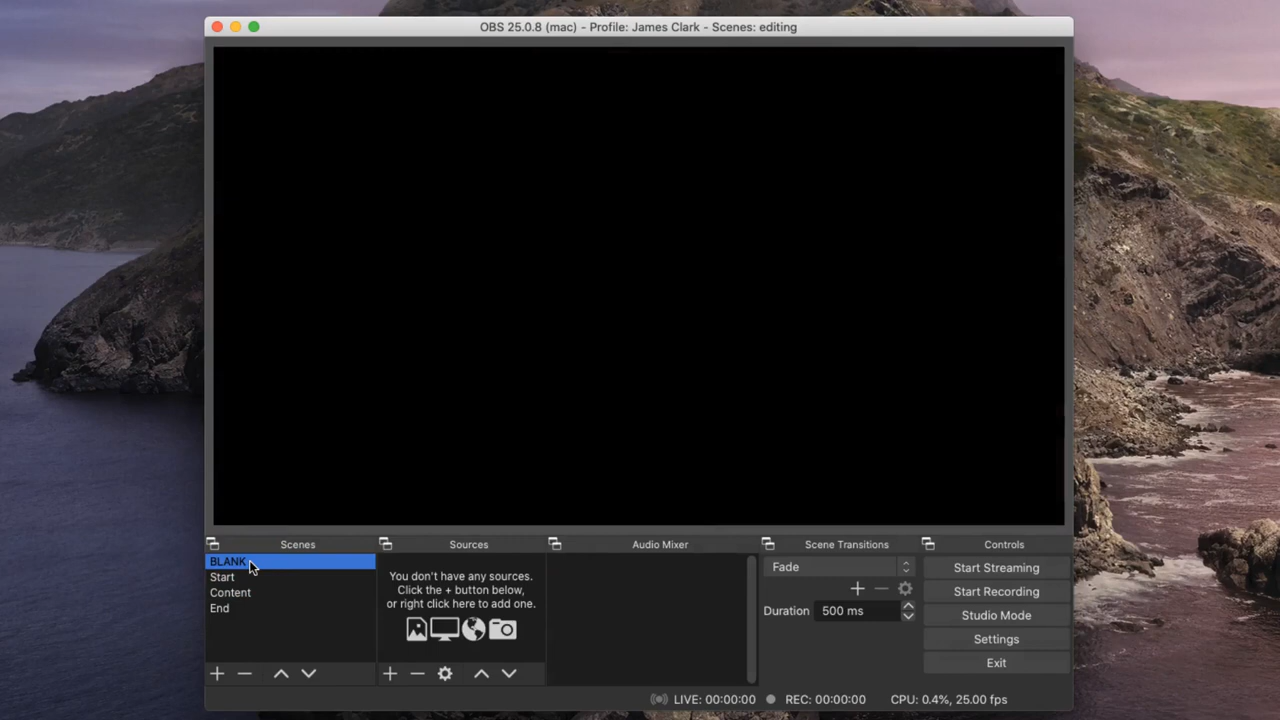 OBS 25.0.8 (mac) - Profile: James Clark - Scenes: editing
Scenes
Sources
Audio Mixer
Scene Transitions
Controls
BLANK
Start
Content
End
You don't have any sources.
Click the + button below,
or right click here to add one.
Fade
Duration
500 ms
Start Streaming
Start Recording
Studio Mode
Settings
Exit
LIVE: 00:00:00
REC: 00:00:00
CPU: 0.4%, 25.00 fps